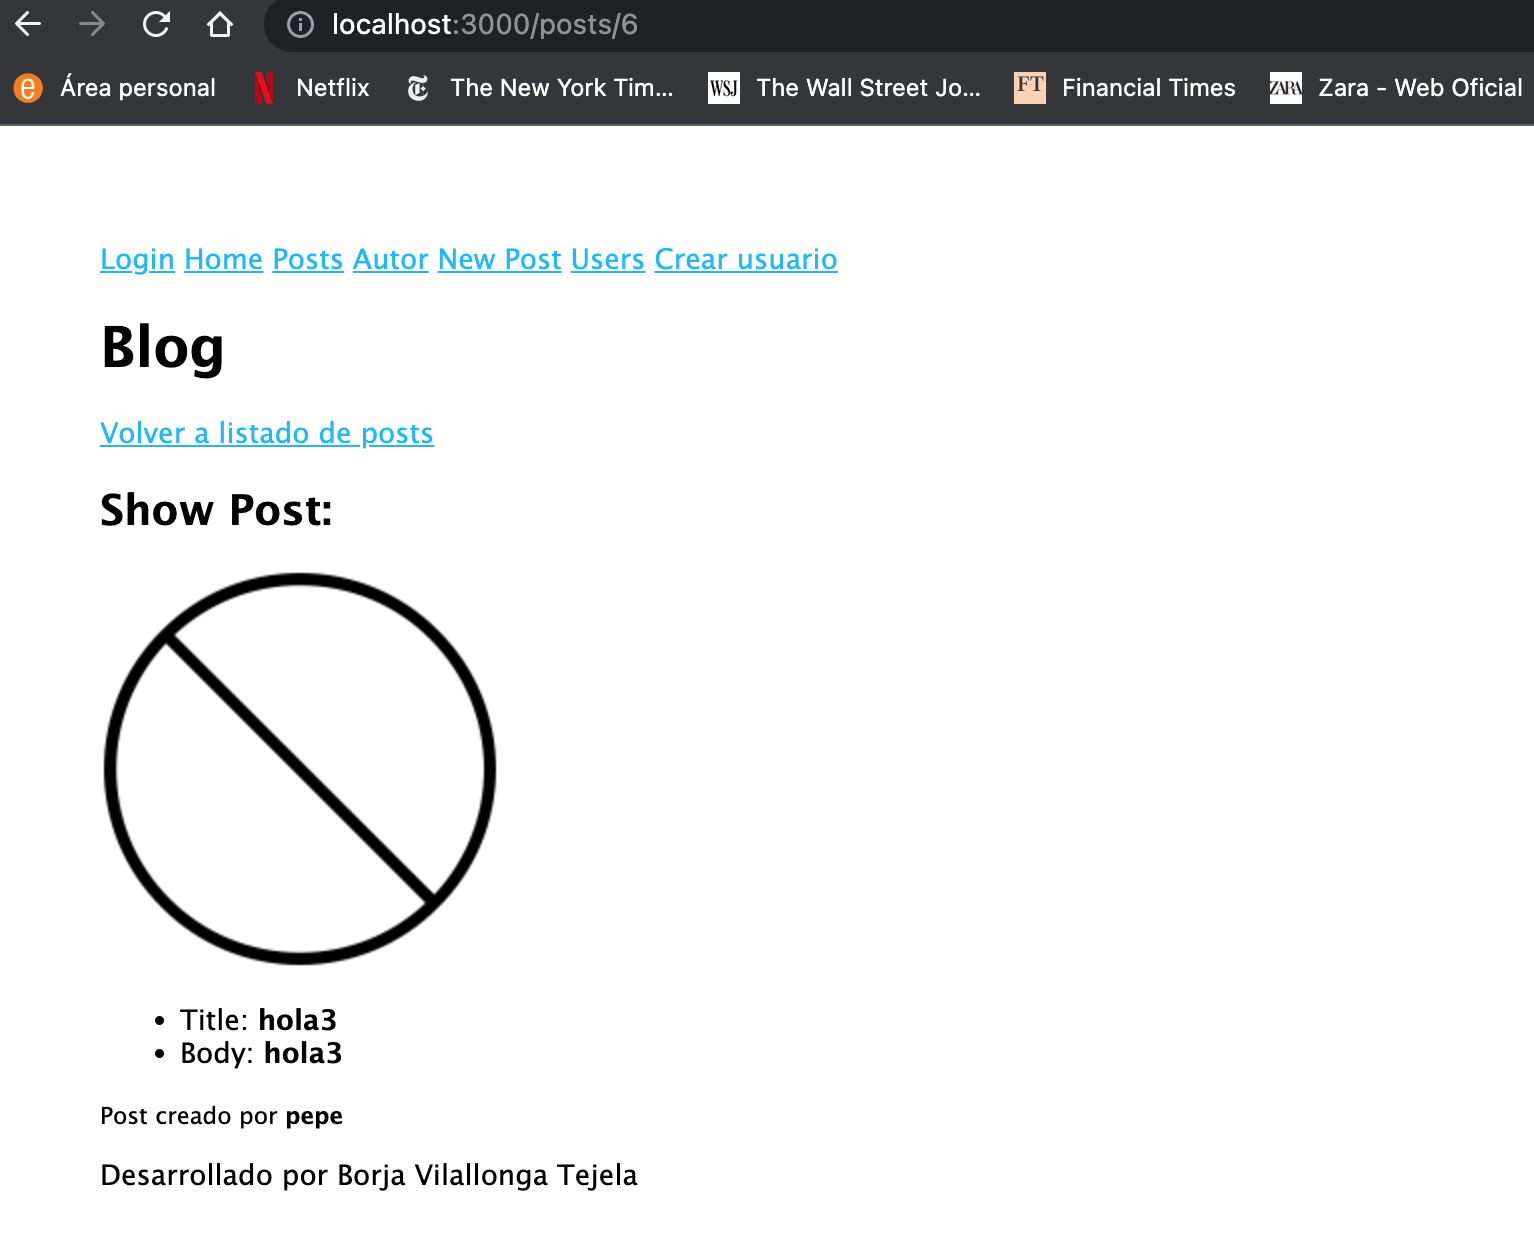 localhost:3000/posts/6
e Área personal N Netflix T The New York Tim... WSJ The Wall Street Jo... FT Financial Times ZARA Zara - Web Oficial
Login Home Posts Autor New Post Users Crear usuario
Blog
Volver a listado de posts
Show Post:
• Title: hola3
• Body: hola3
Post creado por pepe
Desarrollado por Borja Vilallonga Tejela